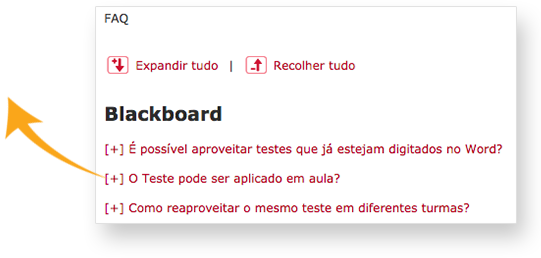 FAQ
Expandir tudo | Recolher tudo
Blackboard
[+] É possível aproveitar testes que já estejam digitados no Word?
[+] O Teste pode ser aplicado em aula?
[+] Como reaproveitar o mesmo teste em diferentes turmas?